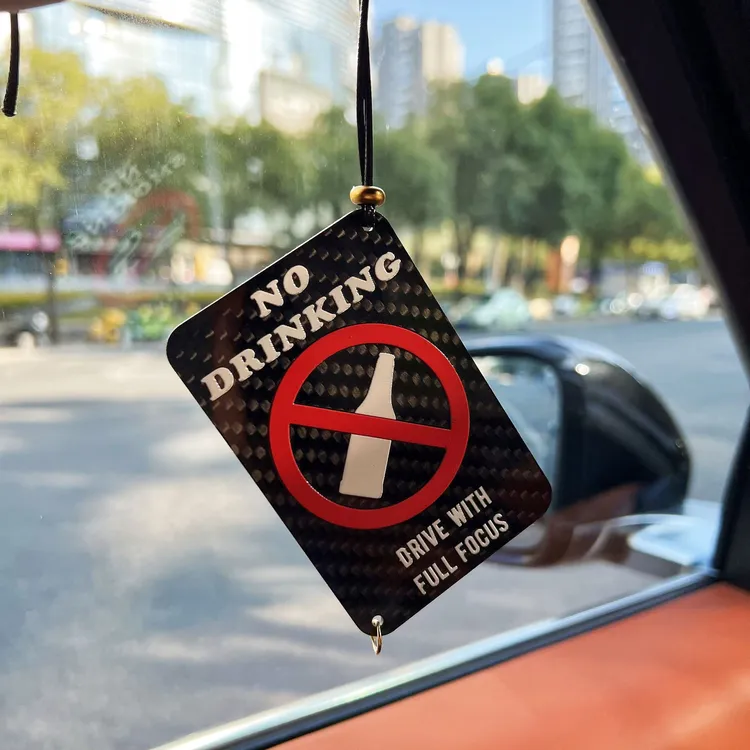 NO
DRINKING
DRIVE WITH
FULL FOCUS